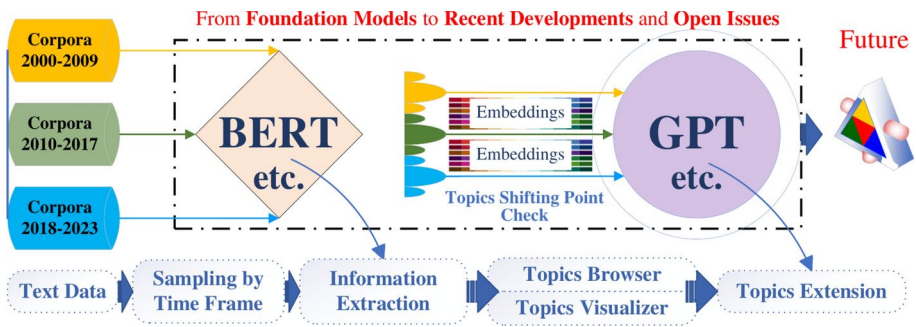 From Foundation Models to Recent Developments and Open Issues
Future
Corpora
2000-2009
Corpora
2010-2017
Corpora
2018-2023
BERT
etc.
Embeddings
Embeddings
Topics Shifting Point
Check
GPT
etc.
Text Data
Sampling by
Time Frame
Information
Extraction
Topics Browser
Topics Visualizer
Topics Extension